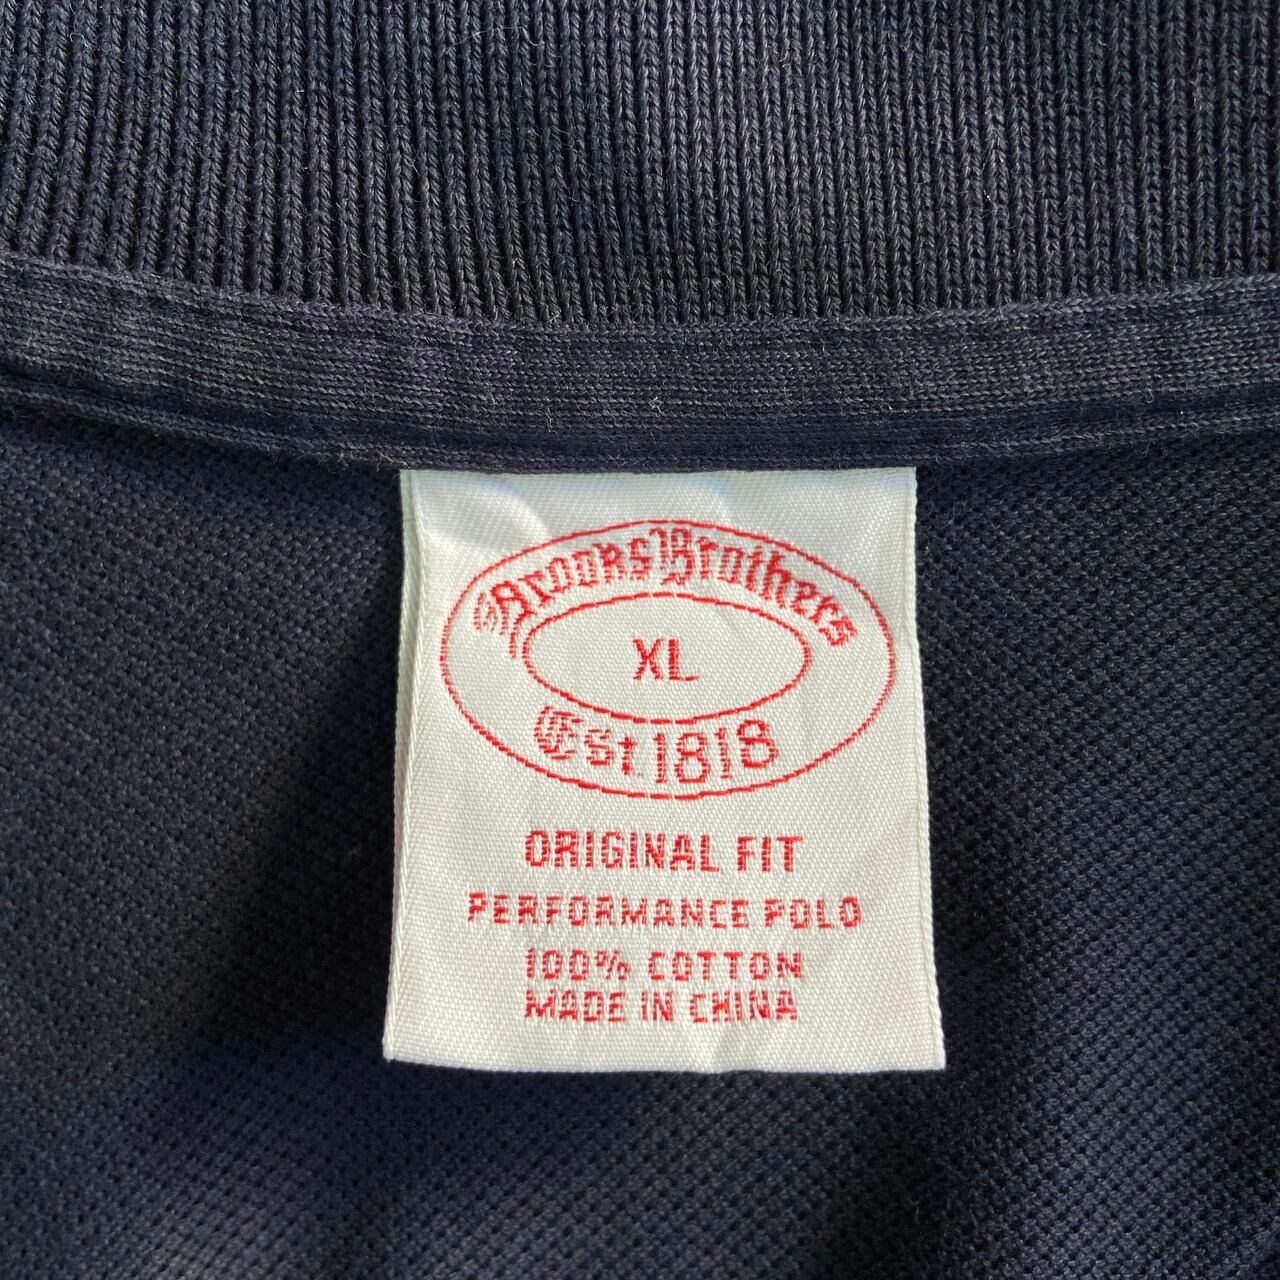 Brooks Brothers
XL
Est. 1818
ORIGINAL FIT
PERFORMANCE POLO
100% COTTON
MADE IN CHINA